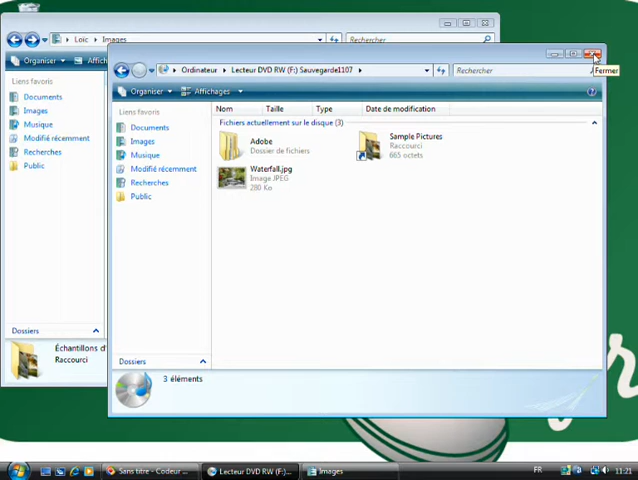 Loïc ▸ Images
Rechercher
Organiser
Affich
Liens favoris
Documents
Images
Musique
Modifié récemment
Recherches
Public
Dossiers
Échantillons d'
Raccourci
Ordinateur ▸ Lecteur DVD RW (F:) Sauvegarde1107 ▸
Rechercher
Fermer
Organiser
Affichages
Liens favoris
Documents
Images
Musique
Modifié récemment
Recherches
Public
Dossiers
Nom Taille Type Date de modification
Fichiers actuellement sur le disque (3)
Adobe
Dossier de fichiers
Sample Pictures
Raccourci
665 octets
Waterfall.jpg
Image JPEG
280 Ko
3 éléments
Sans titre - Codeur ...
Lecteur DVD RW (F:)...
Images
FR
11:21